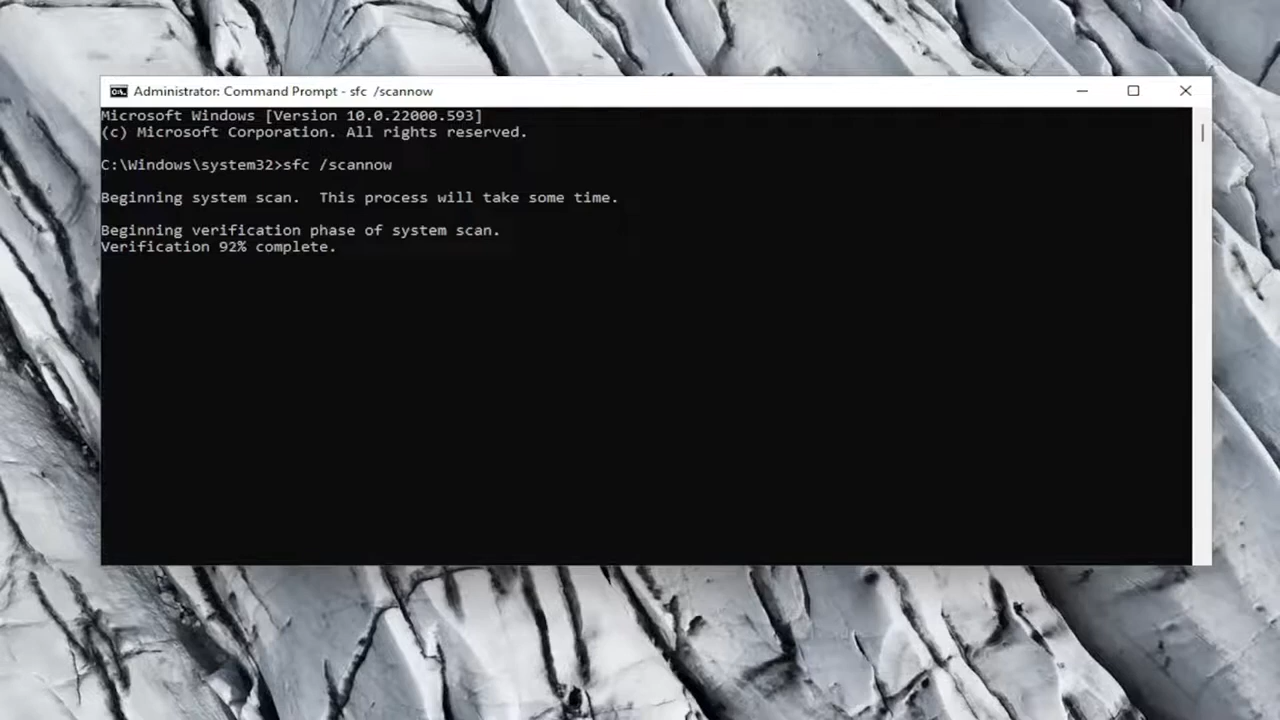 Administrator: Command Prompt - sfc  /scannow
Microsoft Windows [Version 10.0.22000.593]
(c) Microsoft Corporation. All rights reserved.
C:\Windows\system32>sfc /scannow
Beginning system scan.  This process will take some time.
Beginning verification phase of system scan.
Verification 92% complete.